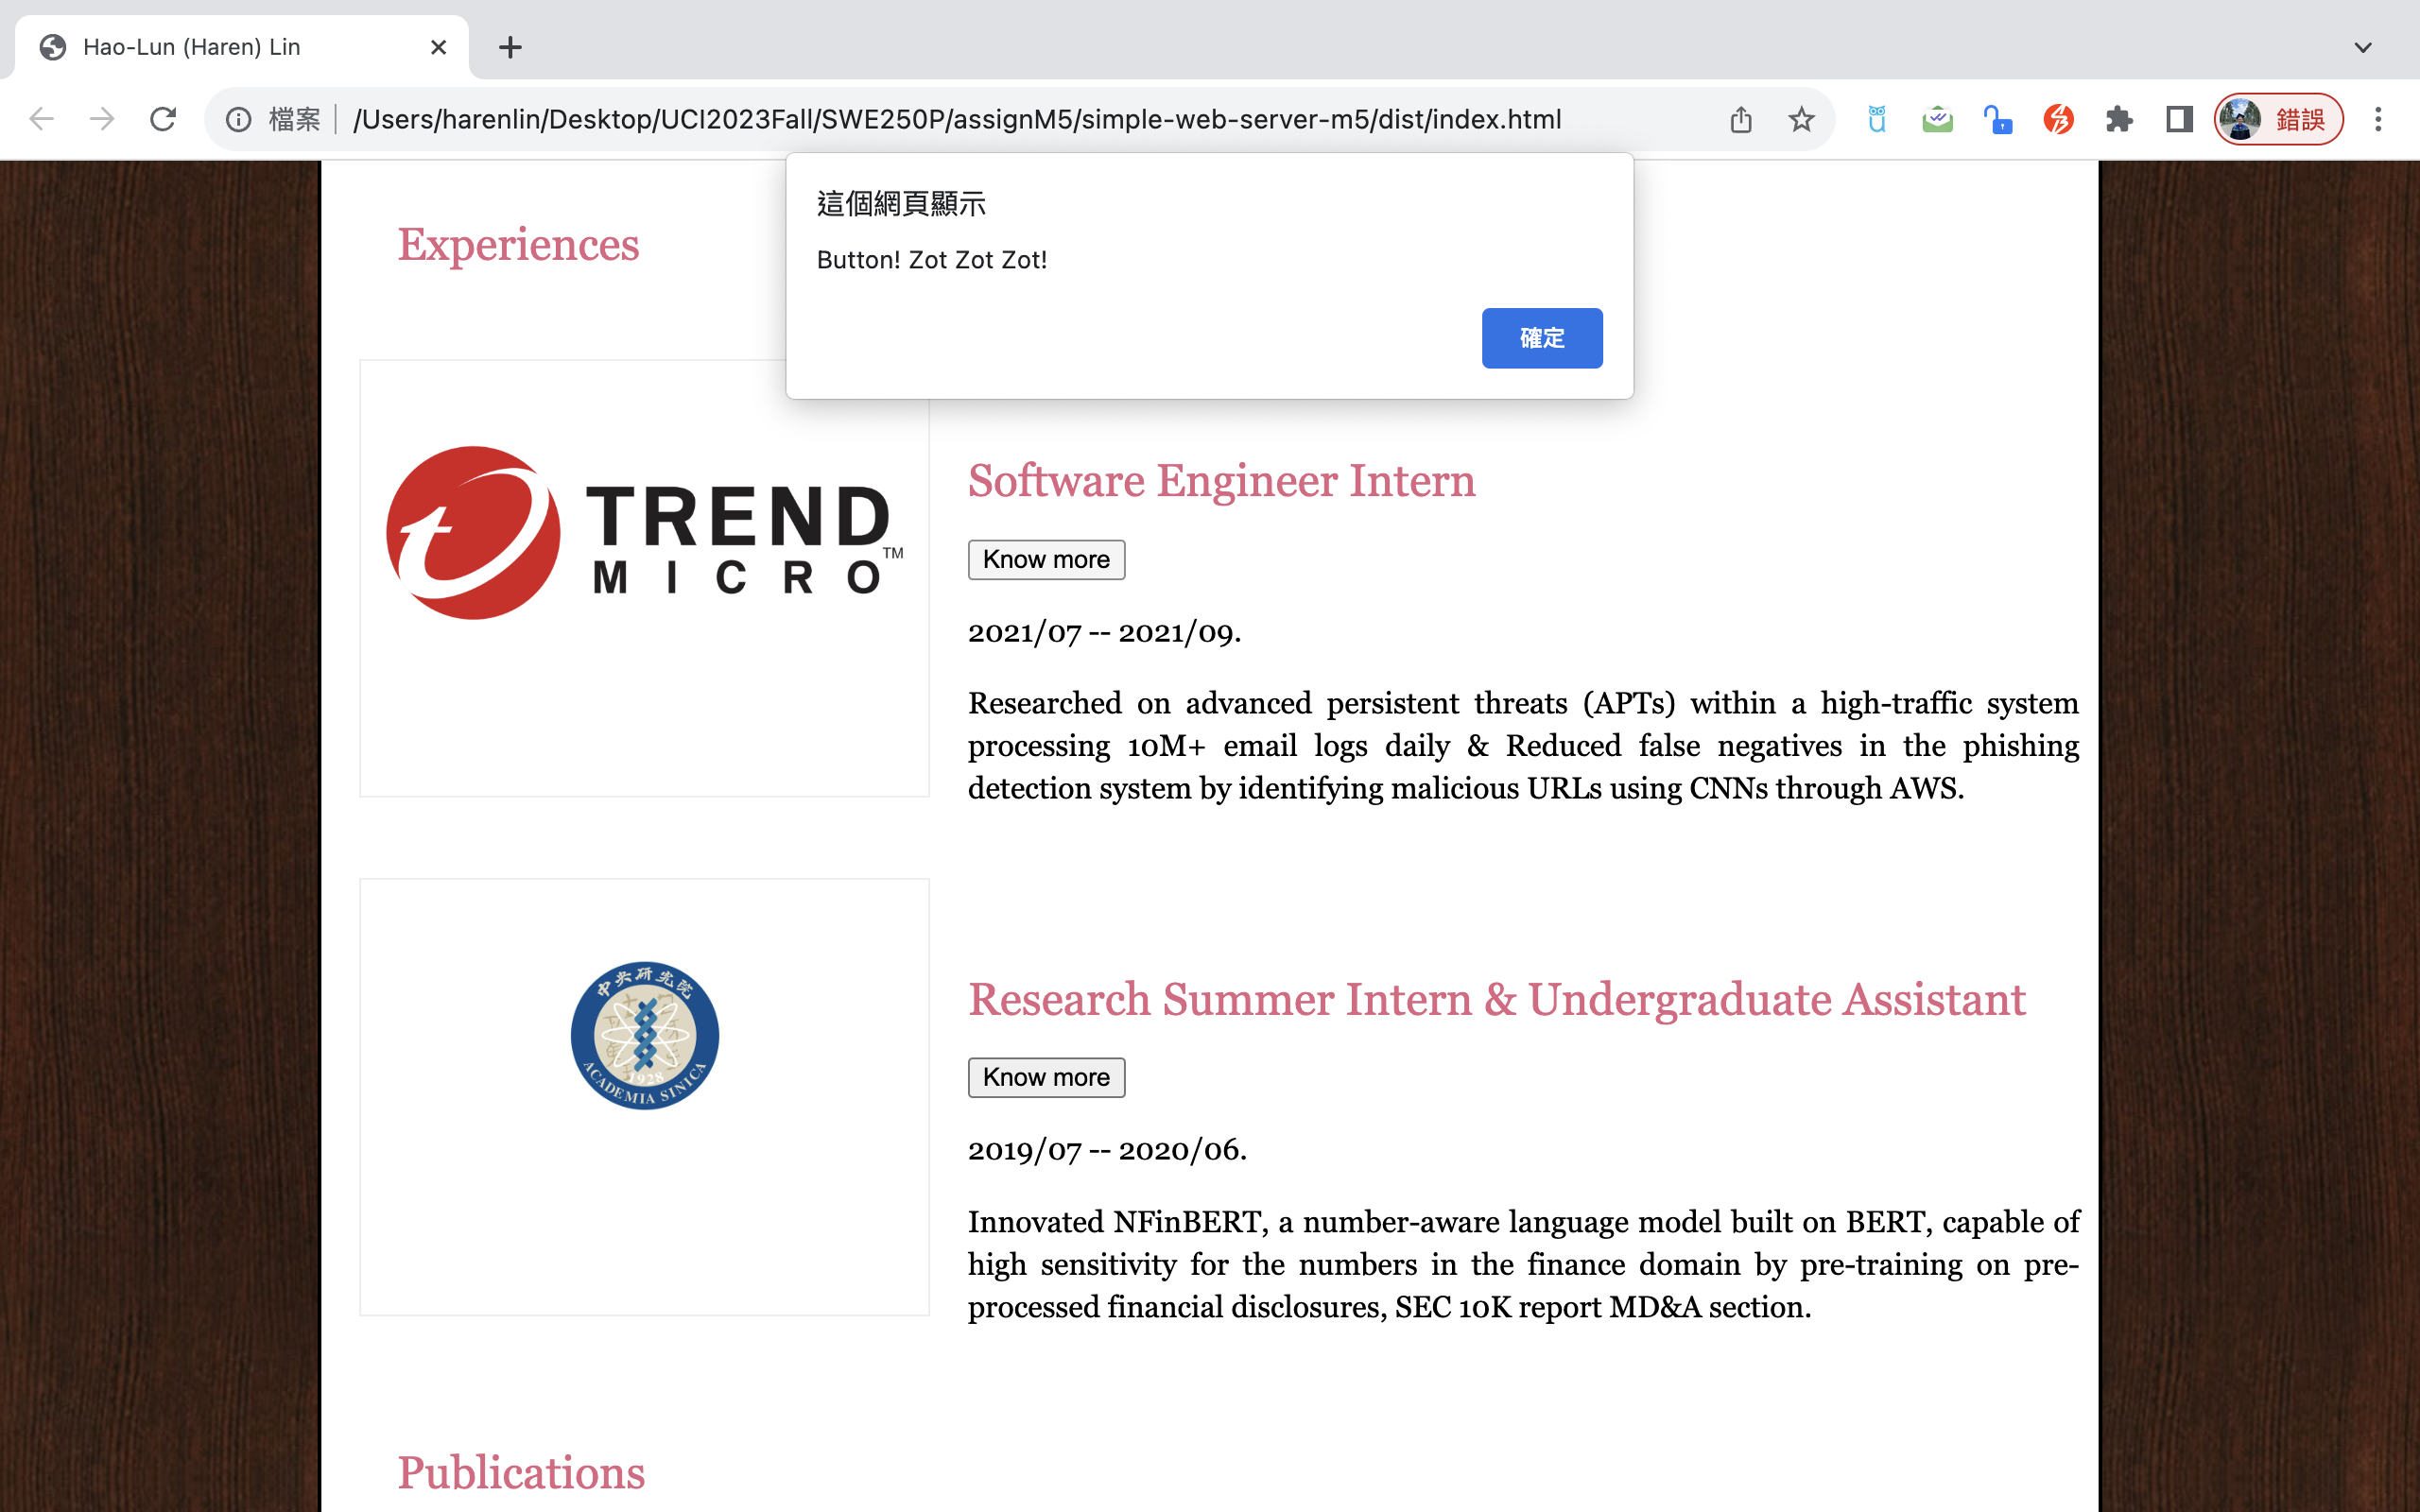 Hao-Lun (Haren) Lin
檔案
/Users/harenlin/Desktop/UCI2023Fall/SWE250P/assignM5/simple-web-server-m5/dist/index.html
錯誤
這個網頁顯示
Button! Zot Zot Zot!
確定
Experiences
TREND
MICRO™
Software Engineer Intern
Know more
2021/07 -- 2021/09.
Researched on advanced persistent threats (APTs) within a high-traffic system
processing 10M+ email logs daily & Reduced false negatives in the phishing
detection system by identifying malicious URLs using CNNs through AWS.
中央研究院
1928
ACADEMIA SINICA
Research Summer Intern & Undergraduate Assistant
Know more
2019/07 -- 2020/06.
Innovated NFinBERT, a number-aware language model built on BERT, capable of
high sensitivity for the numbers in the finance domain by pre-training on pre-
processed financial disclosures, SEC 10K report MD&A section.
Publications